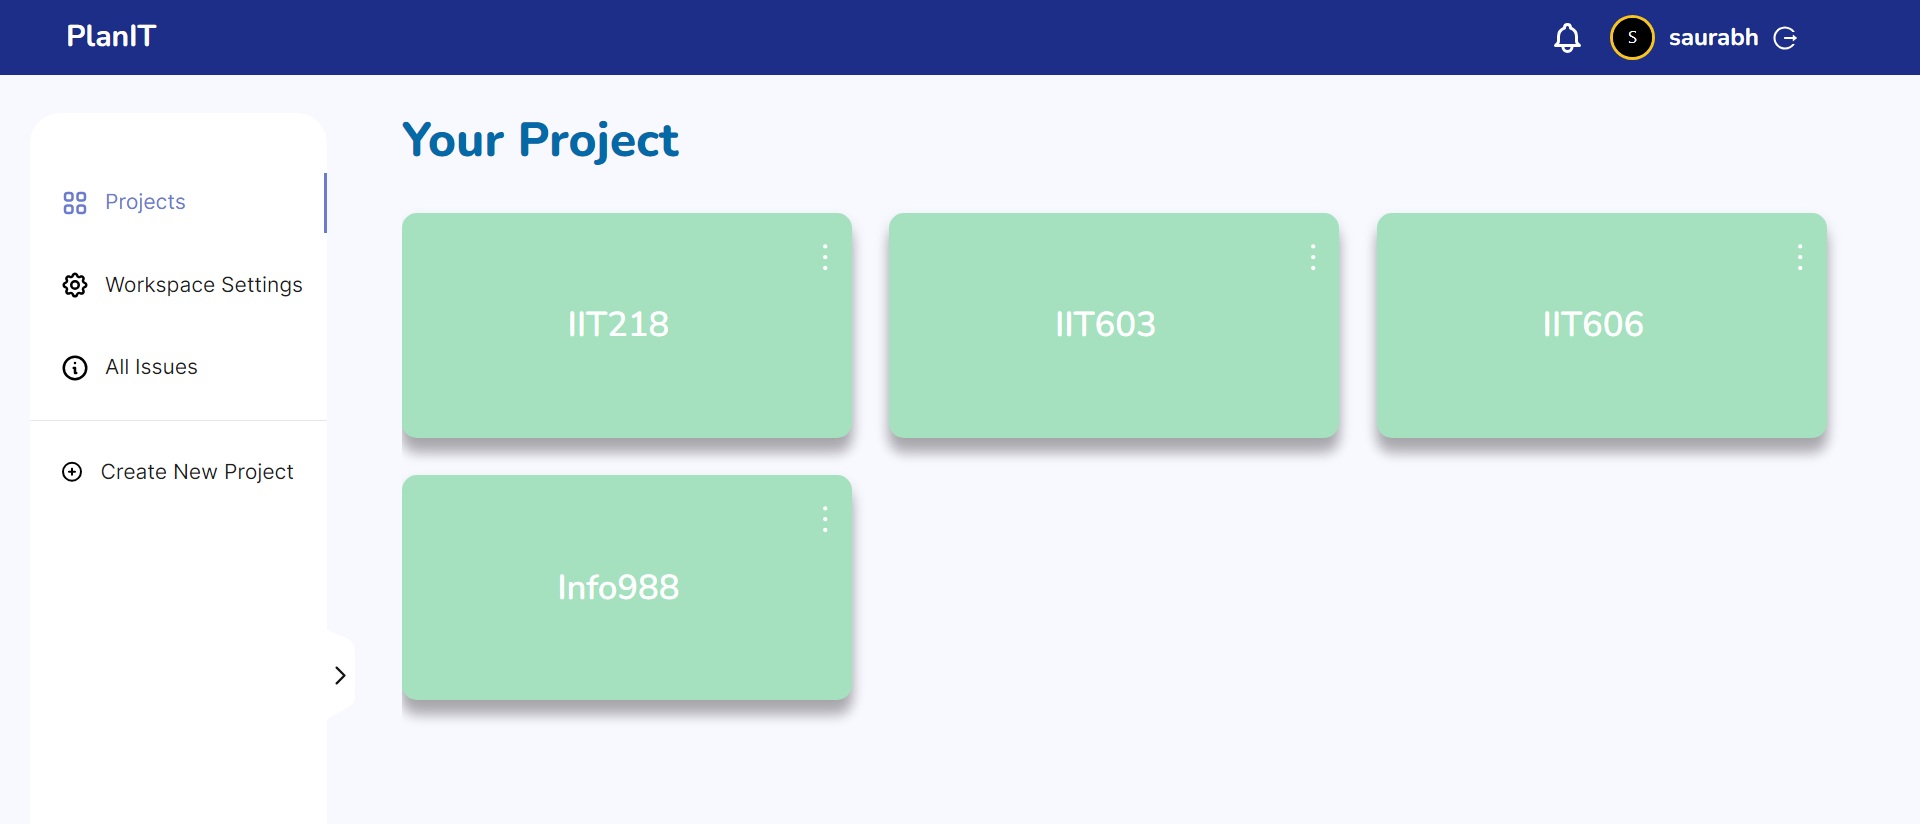 PlanIT
S saurabh
Your Project
Projects
Workspace Settings
All Issues
Create New Project
IIT218
IIT603
IIT606
Info988